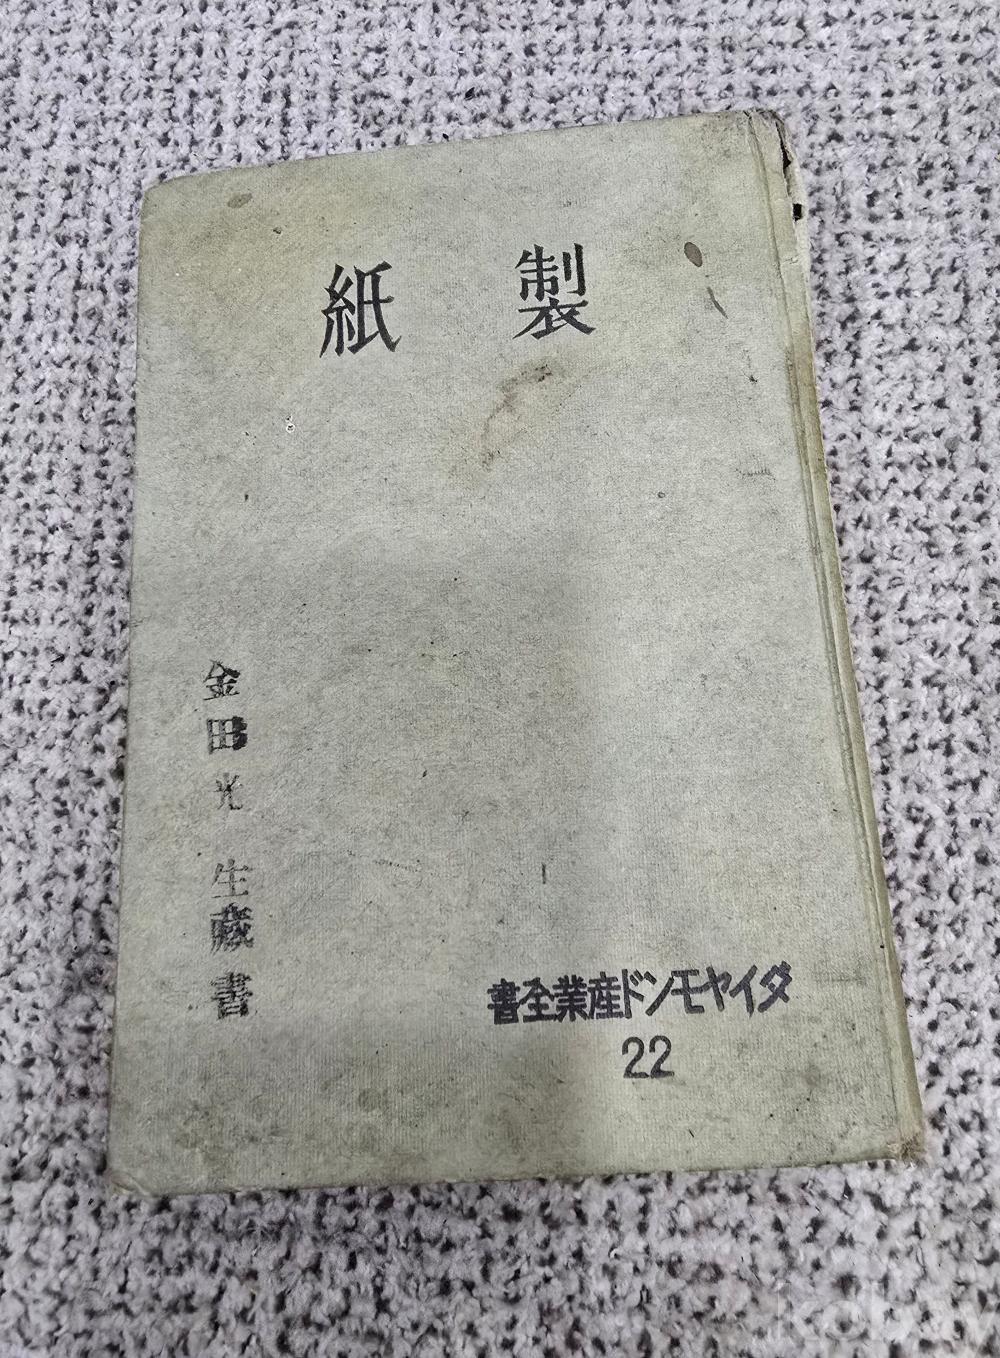 製紙
金田光生藏書
ダイヤモンド産業全書
22
kobay